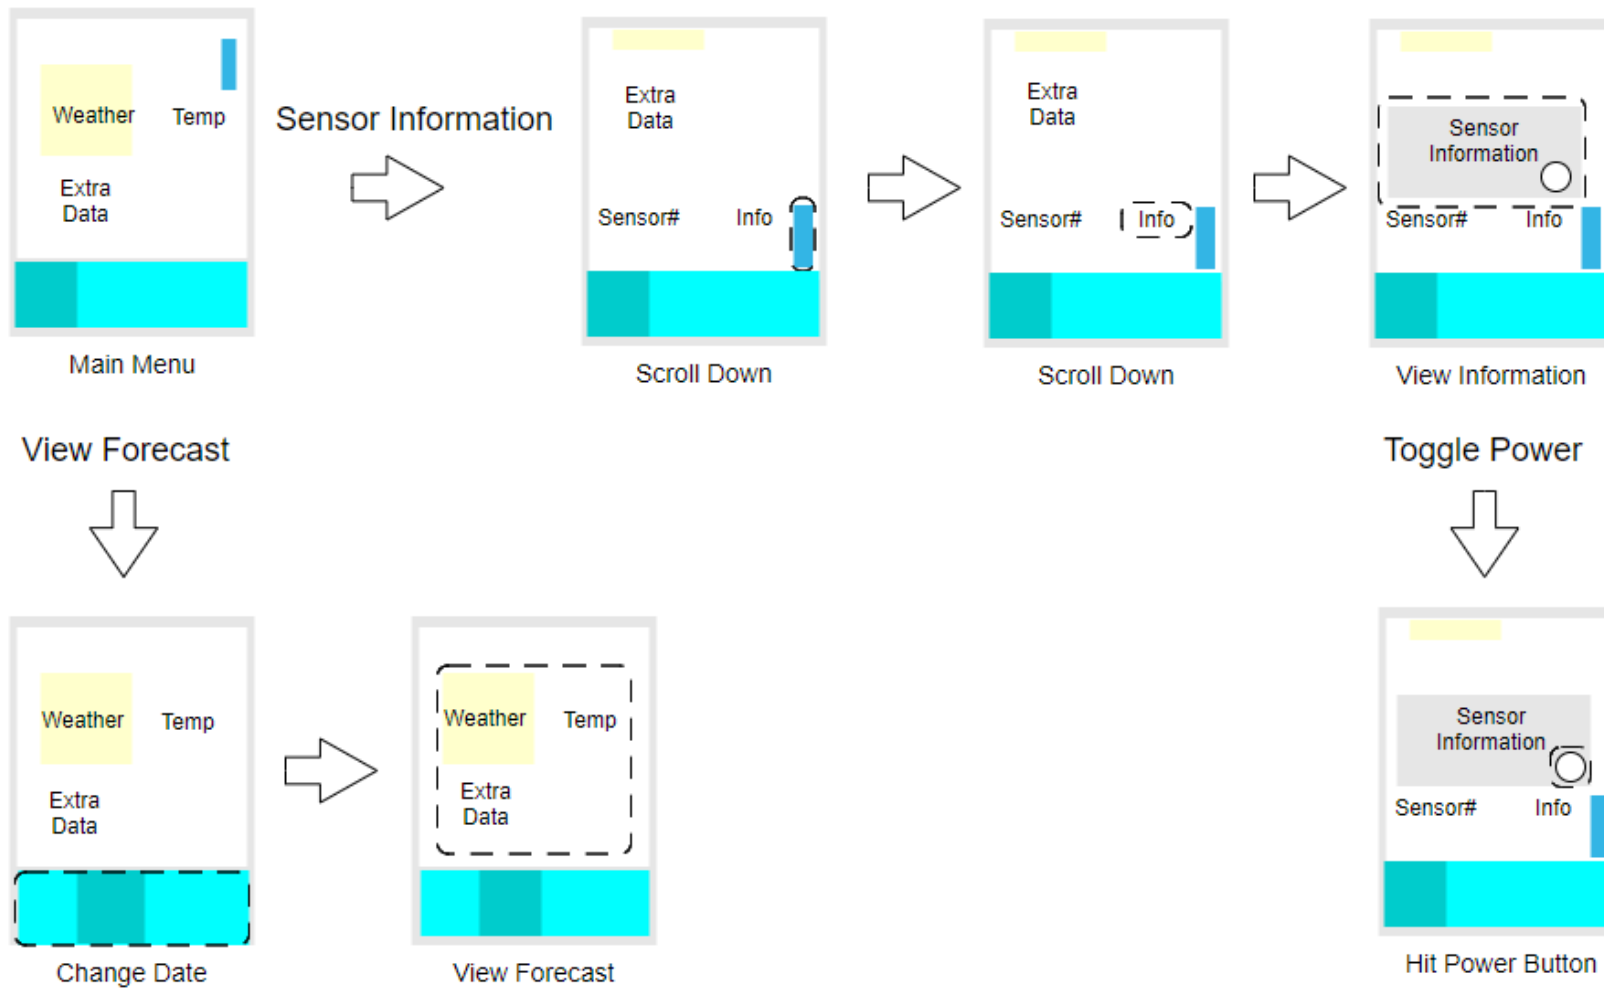 Weather
Temp
Extra
Data
Main Menu
Sensor Information
Extra
Data
Sensor#
Info
Scroll Down
Extra
Data
Sensor#
Info
Scroll Down
Sensor
Information
Sensor#
Info
View Information
View Forecast
Toggle Power
Weather
Temp
Extra
Data
Change Date
Weather
Temp
Extra
Data
View Forecast
Sensor
Information
Sensor#
Info
Hit Power Button